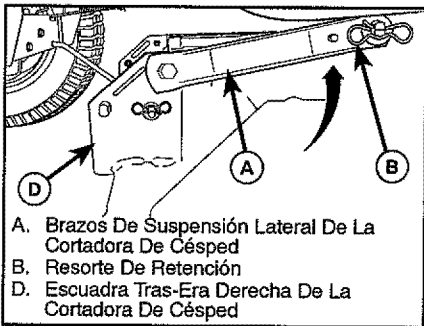 A
B
D
A. Brazos De Suspensión Lateral De La
Cortadora De Césped
B. Resorte De Retención
D. Escuadra Tras-Era Derecha De La
Cortadora De Césped